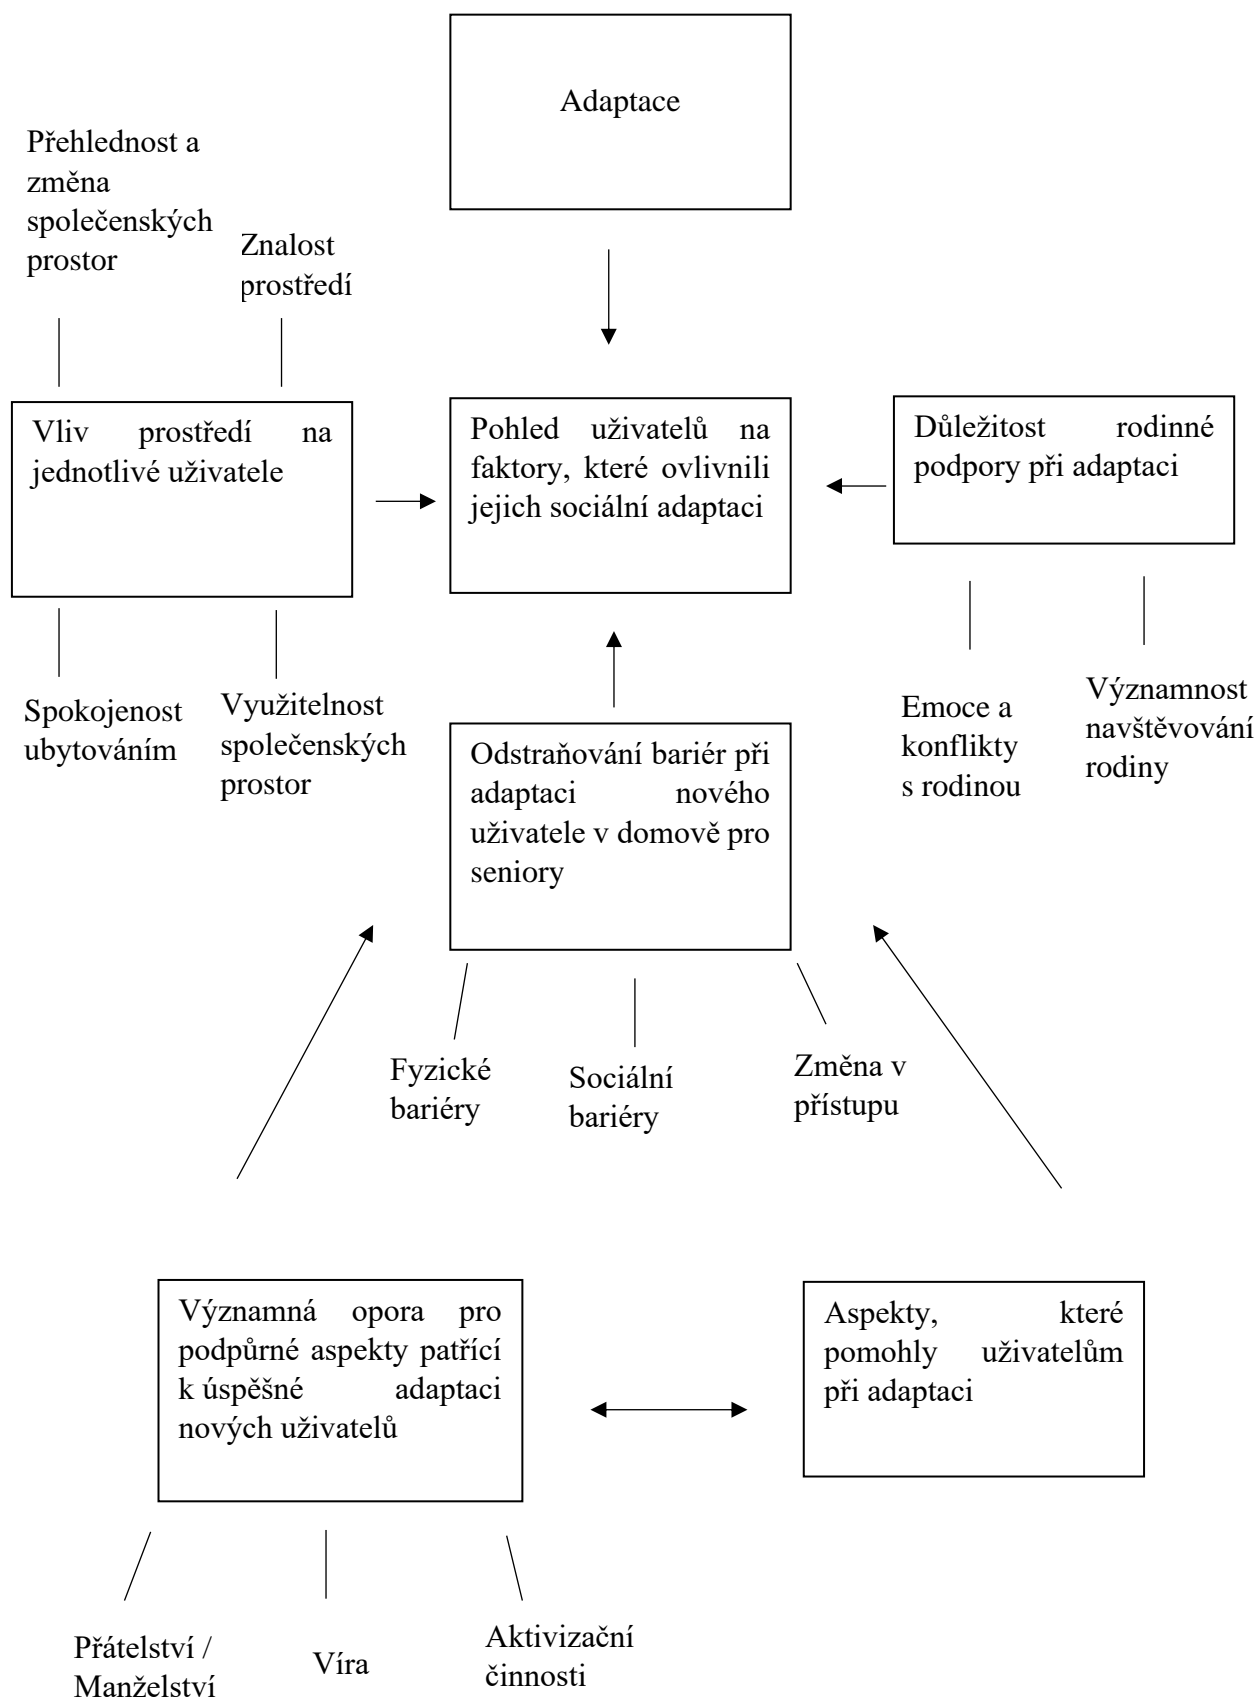 Adaptace
Přehlednost a
změna
společenských
prostor
Znalost
prostředí
Vliv prostředí na
jednotlivé uživatele
Pohled uživatelů na
faktory, které ovlivnili
jejich sociální adaptaci
Důležitost rodinné
podpory při adaptaci
Spokojenost
ubytováním
Využitelnost
společenských
prostor
Emoce a
konflikty
s rodinou
Významnost
navštěvování
rodiny
Odstraňování bariér při
adaptaci nového
uživatele v domově pro
seniory
Fyzické
bariéry
Sociální
bariéry
Změna v
přístupu
Významná opora pro
podpůrné aspekty patřící
k úspěšné adaptaci
nových uživatelů
Aspekty, které
pomohly uživatelům
při adaptaci
Přátelství /
Manželství
Víra
Aktivizační
činnosti